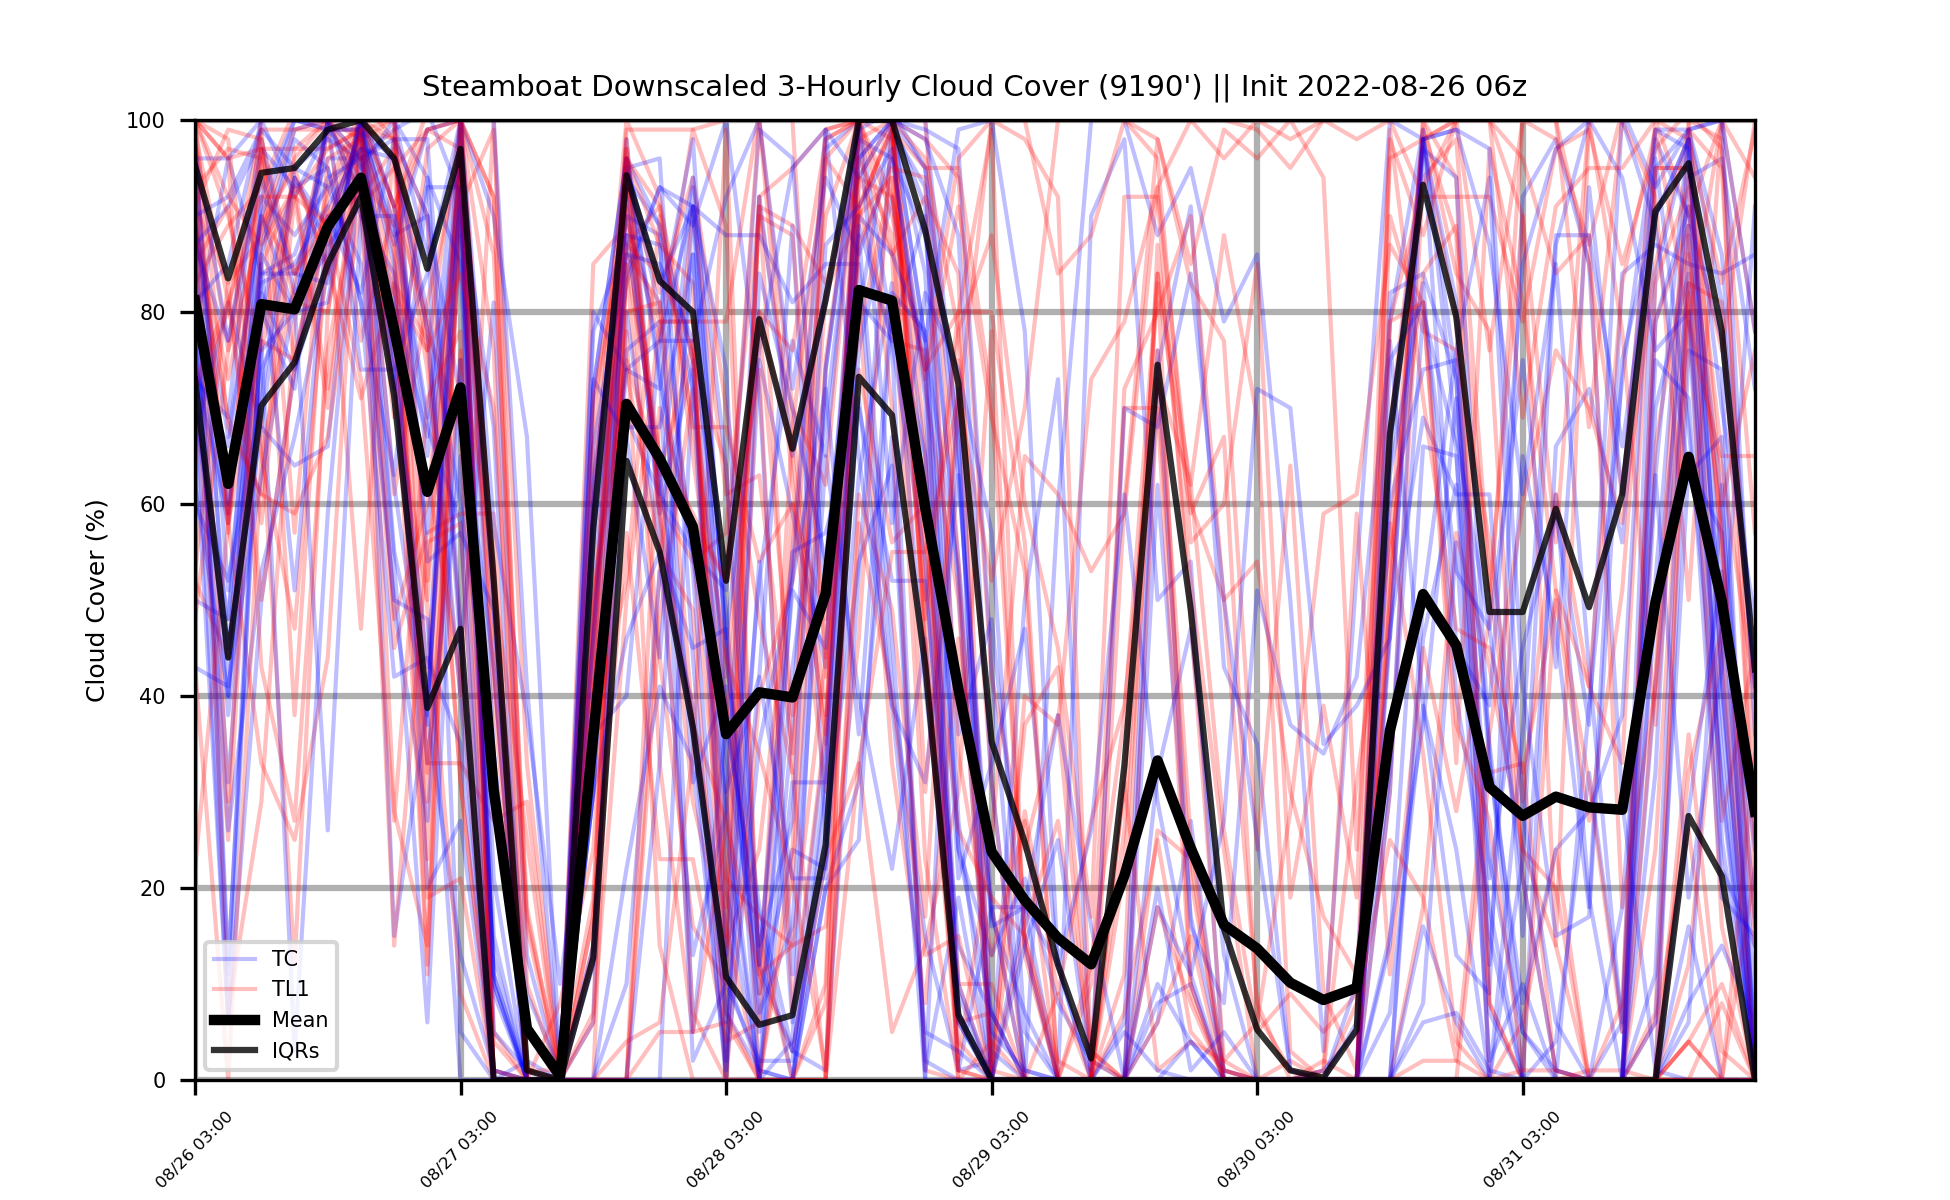 Steamboat Downscaled 3-Hourly Cloud Cover (9190') || Init 2022-08-26 06z
Cloud Cover (%)
100
80
60
40
20
0
TC
TL1
Mean
IQRs
08/26 03:00
08/27 03:00
08/28 03:00
08/29 03:00
08/30 03:00
08/31 03:00